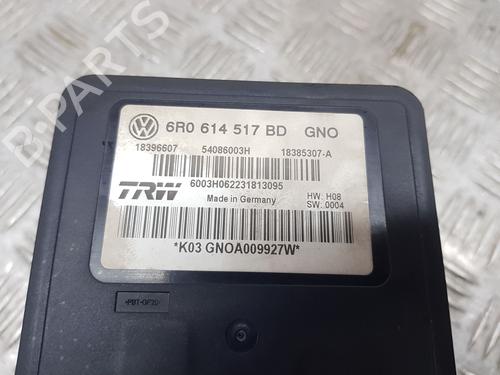 B-PARTS
6R0 614 517 BD GNO
18396607 54086003H 18385307-A
TRW 6003H062231813095
Made in Germany
HW: H08
SW: 0004
*K03 GNOA009927W*